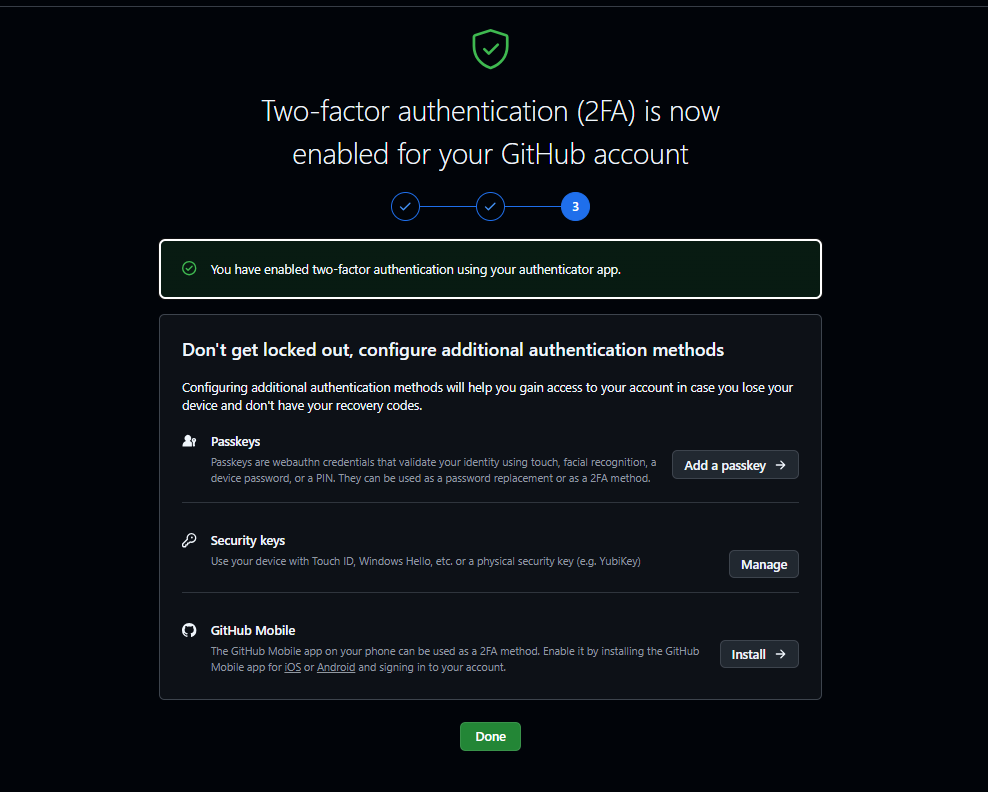 Two-factor authentication (2FA) is now
enabled for your GitHub account
3
You have enabled two-factor authentication using your authenticator app.
Don't get locked out, configure additional authentication methods
Configuring additional authentication methods will help you gain access to your account in case you lose your
device and don't have your recovery codes.
Passkeys
Passkeys are webauthn credentials that validate your identity using touch, facial recognition, a
device password, or a PIN. They can be used as a password replacement or as a 2FA method.
Add a passkey →
Security keys
Use your device with Touch ID, Windows Hello, etc. or a physical security key (e.g. YubiKey)
Manage
GitHub Mobile
The GitHub Mobile app on your phone can be used as a 2FA method. Enable it by installing the GitHub
Mobile app for iOS or Android and signing in to your account.
Install →
Done